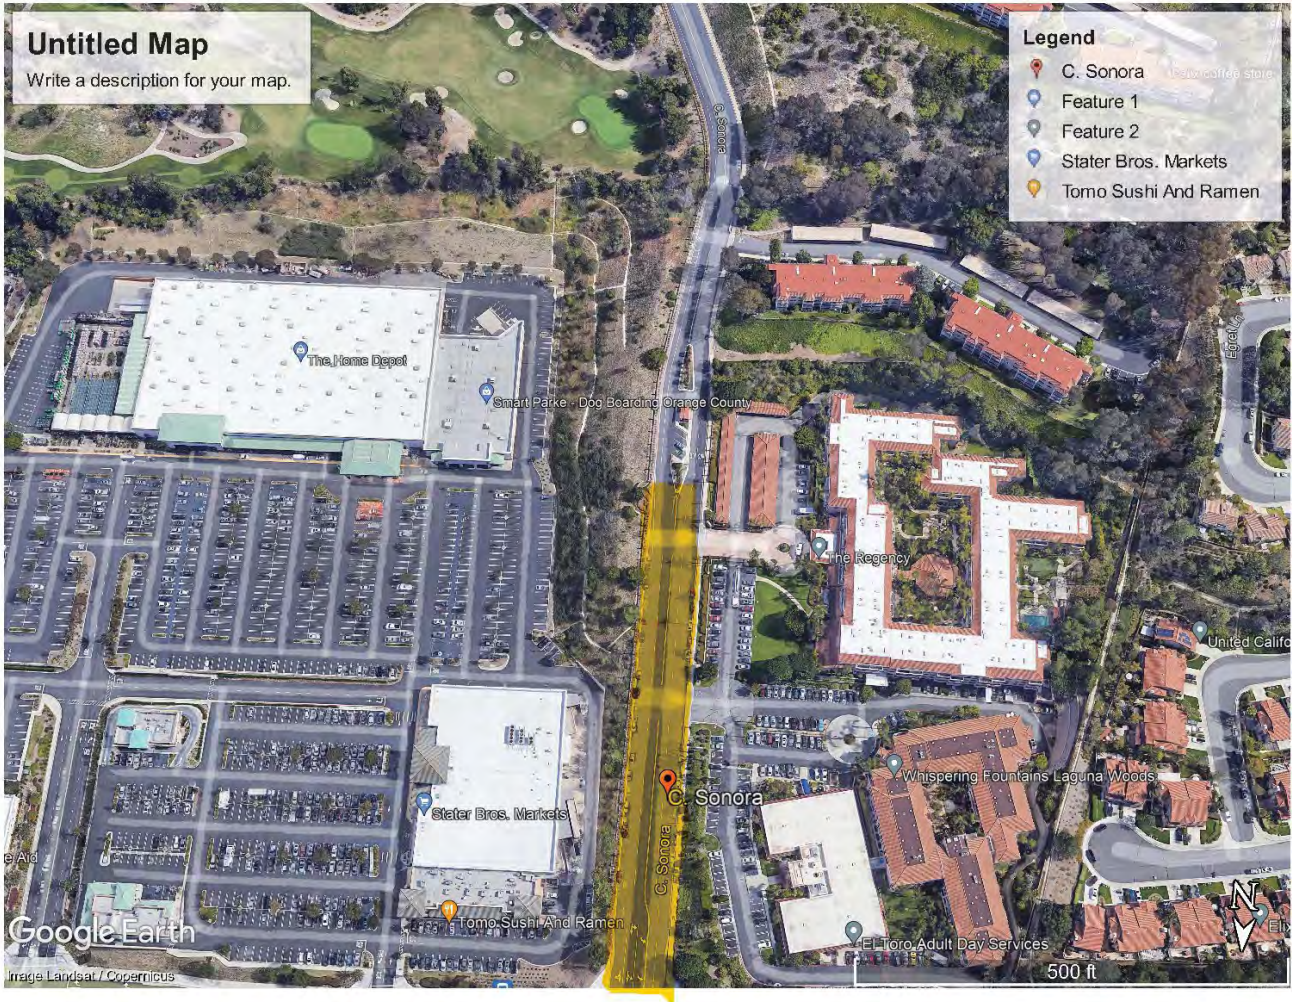 Untitled Map
Write a description for your map.
Legend
C. Sonora
Feature 1
Feature 2
Stater Bros. Markets
Tomo Sushi And Ramen
C. Sonora
The Home Depot
Smart Parke - Dog Boarding Orange County
Egret
The Regency
United Califo
Whispering Fountains Laguna Woods
C. Sonora
Stater Bros. Markets
C. Sonora
e Aid
Tomo Sushi And Ramen
El Toro Adult Day Services
N
Elix
Google Earth
500 ft
Image Landsat / Copernicus